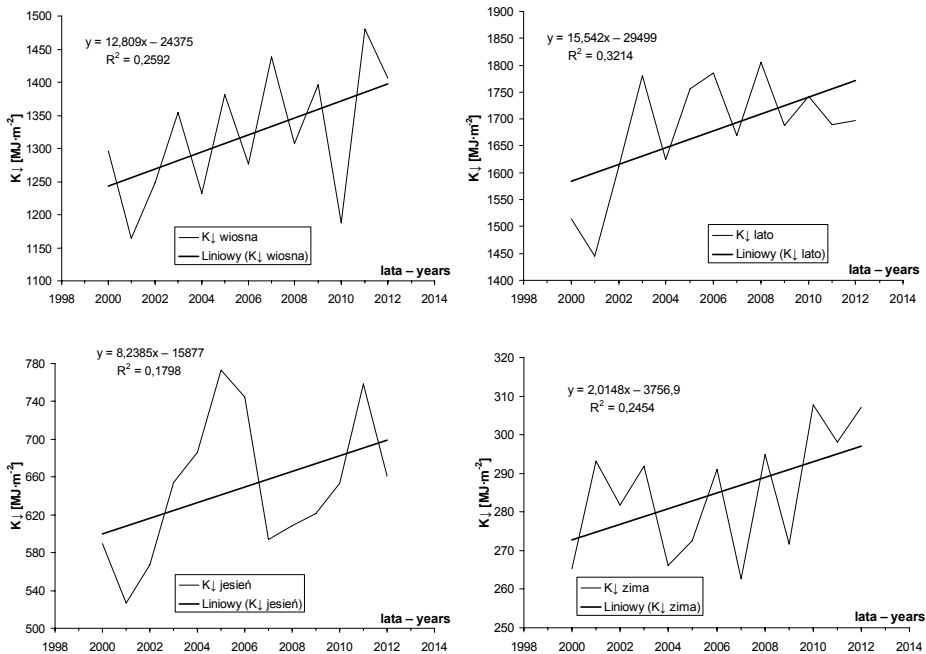 y = 12,809x – 24375
R² = 0,2592
K↓ [MJ·m⁻²]
1500
1450
1400
1350
1300
1250
1200
1150
1100
K↓ wiosna
Liniowy (K↓ wiosna)
lata – years
1998 2000 2002 2004 2006 2008 2010 2012 2014
y = 15,542x – 29499
R² = 0,3214
K↓ [MJ·m⁻²]
1900
1800
1700
1600
1500
1400
K↓ lato
Liniowy (K↓ lato)
lata – years
1998 2000 2002 2004 2006 2008 2010 2012 2014
y = 8,2385x – 15877
R² = 0,1798
K↓ [MJ·m⁻²]
780
740
700
660
620
580
540
500
K↓ jesień
Liniowy (K↓ jesień)
lata – years
1998 2000 2002 2004 2006 2008 2010 2012 2014
y = 2,0148x – 3756,9
R² = 0,2454
K↓ [MJ·m⁻²]
320
310
300
290
280
270
260
250
K↓ zima
Liniowy (K↓ zima)
lata – years
1998 2000 2002 2004 2006 2008 2010 2012 2014